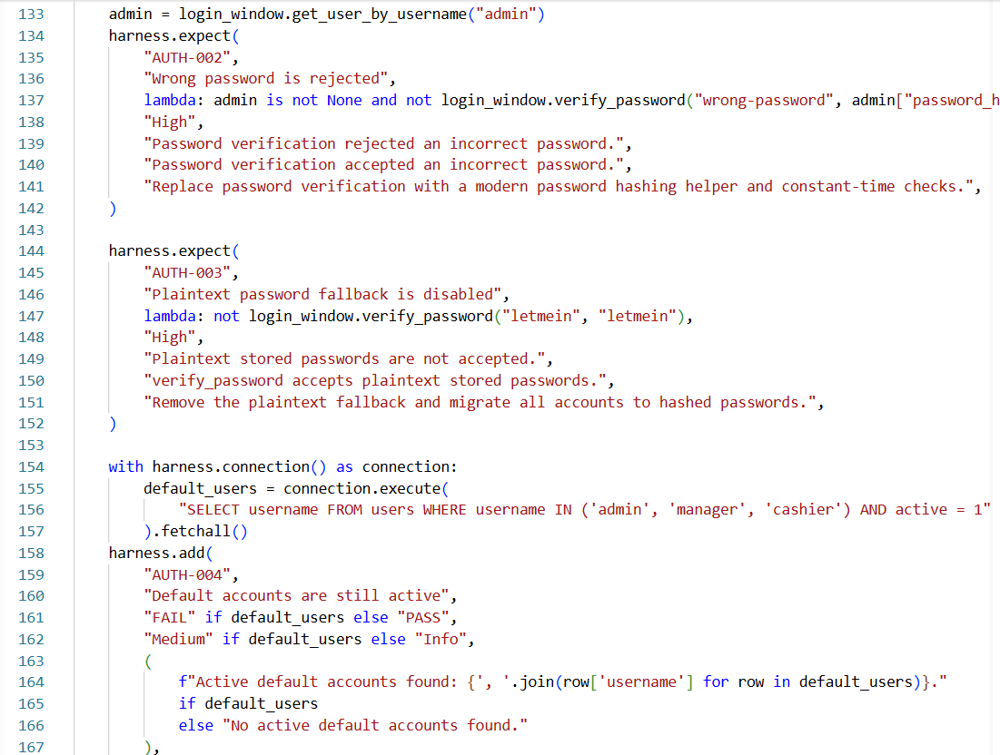 133 admin = login_window.get_user_by_username("admin")
134 harness.expect(
135 "AUTH-002",
136 "Wrong password is rejected",
137 lambda: admin is not None and not login_window.verify_password("wrong-password", admin["password_h
138 "High",
139 "Password verification rejected an incorrect password.",
140 "Password verification accepted an incorrect password.",
141 "Replace password verification with a modern password hashing helper and constant-time checks.",
142 )
143
144 harness.expect(
145 "AUTH-003",
146 "Plaintext password fallback is disabled",
147 lambda: not login_window.verify_password("letmein", "letmein"),
148 "High",
149 "Plaintext stored passwords are not accepted.",
150 "verify_password accepts plaintext stored passwords.",
151 "Remove the plaintext fallback and migrate all accounts to hashed passwords.",
152 )
153
154 with harness.connection() as connection:
155 default_users = connection.execute(
156 "SELECT username FROM users WHERE username IN ('admin', 'manager', 'cashier') AND active = 1"
157 ).fetchall()
158 harness.add(
159 "AUTH-004",
160 "Default accounts are still active",
161 "FAIL" if default_users else "PASS",
162 "Medium" if default_users else "Info",
163 (
164 f"Active default accounts found: {', '.join(row['username'] for row in default_users)}."
165 if default_users
166 else "No active default accounts found."
167 ),